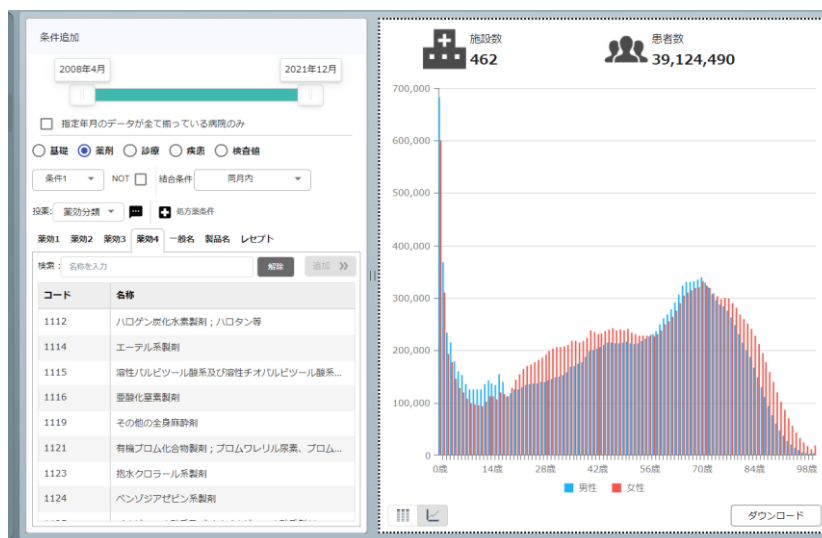 条件追加
2008年4月
2021年12月
指定年月のデータが全て揃っている病院のみ
基礎 薬剤 診療 疾患 検査値
条件1 NOT 結合条件 同月内
投薬: 薬効分類 処方薬条件
薬効1 薬効2 薬効3 薬効4 一般名 製品名 レセプト
検索: 名称を入力 解除 追加
コード 名称
1112 ハロゲン炭化水素製剤;ハロタン等
1114 エーテル系製剤
1115 溶性バルビツール酸系及び溶性チオバルビツール酸系...
1116 亜酸化窒素製剤
1119 その他の全身麻酔剤
1121 有機ブロム化合物製剤;ブロムワレリル尿素、ブロム...
1123 抱水クロラール系製剤
1124 ベンゾジアゼピン系製剤
施設数
462
患者数
39,124,490
700,000
600,000
500,000
400,000
300,000
200,000
100,000
0
0歳 14歳 28歳 42歳 56歳 70歳 84歳 98歳
男性 女性
ダウンロード